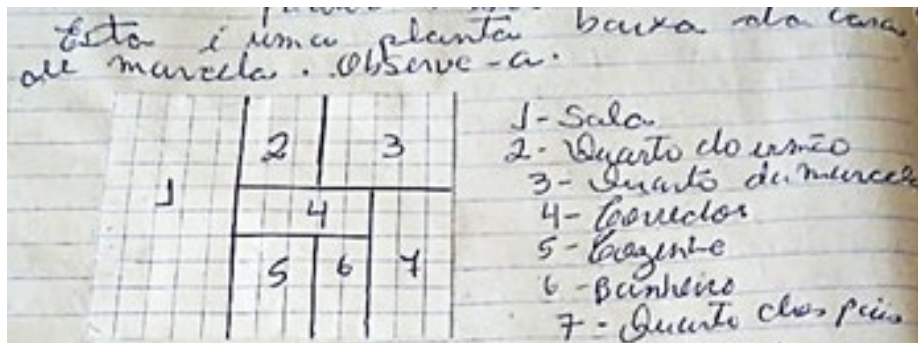 Esta é uma planta baixa da casa
de marcela. Observe-a.
1
2
3
4
5
6
7
1- Sala
2- Quarto do irmão
3- Quarto da marcela
4- Corredor
5- Cozinha
6- Banheiro
7- Quarto dos pais